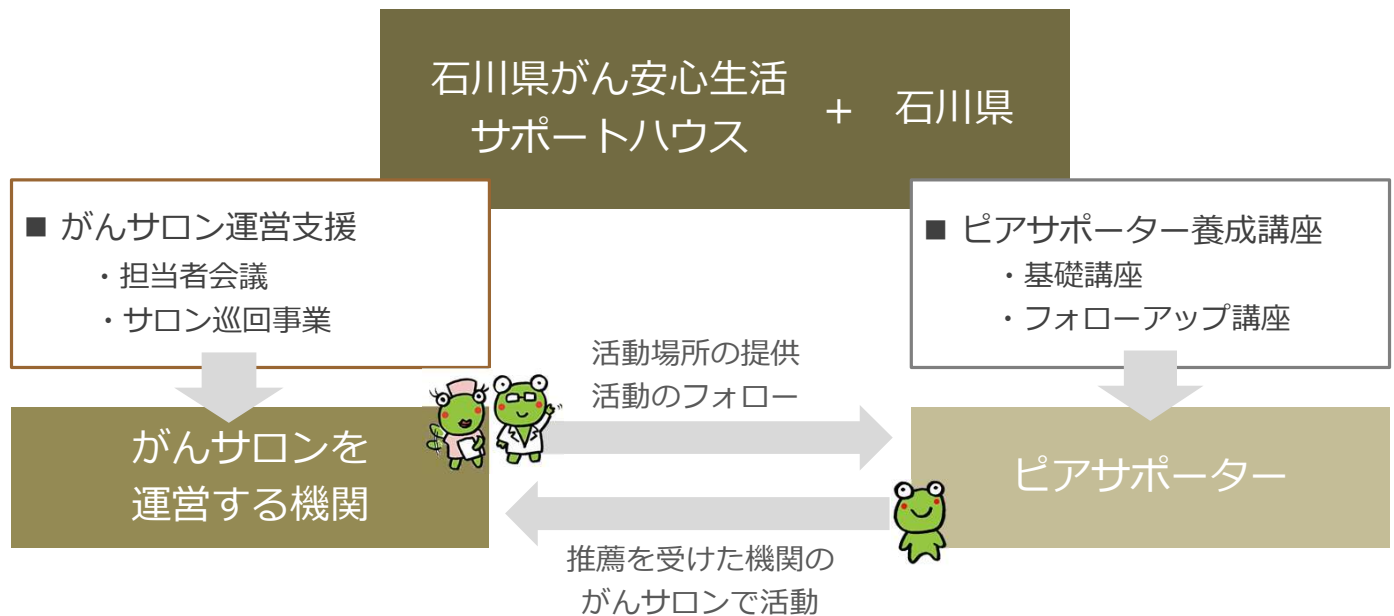 石川県がん安心生活
サポートハウス
+ 石川県
■ がんサロン運営支援
・担当者会議
・サロン巡回事業
■ ピアサポーター養成講座
・基礎講座
・フォローアップ講座
活動場所の提供
活動のフォロー
がんサロンを
運営する機関
ピアサポーター
推薦を受けた機関の
がんサロンで活動